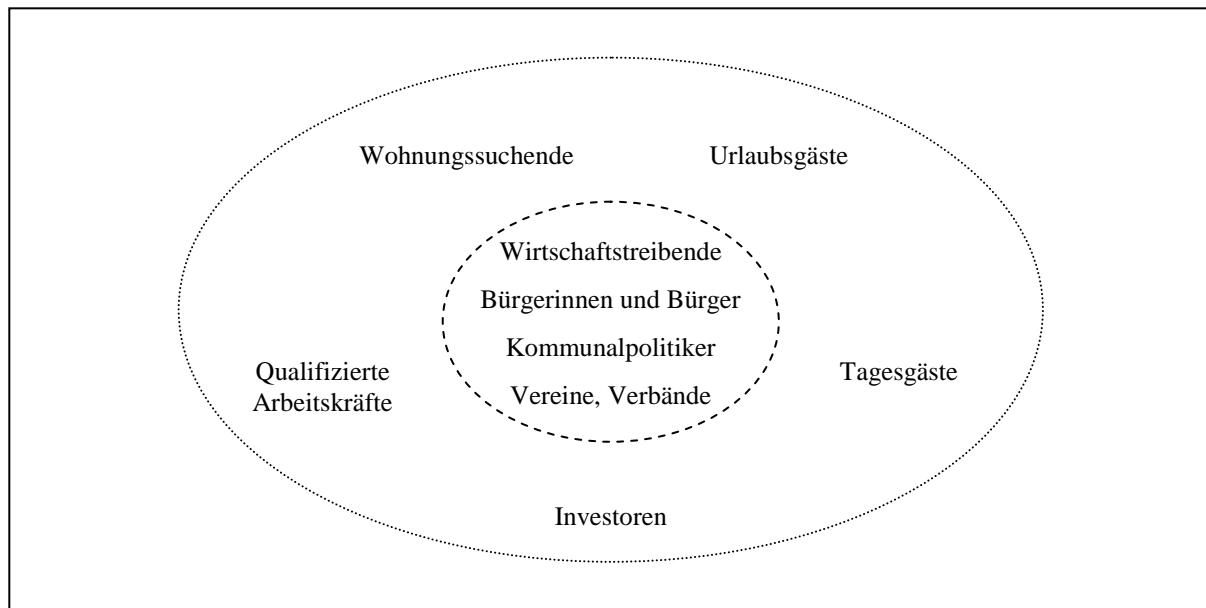 Wohnungssuchende
Urlaubsgäste
Wirtschaftstreibende
Bürgerinnen und Bürger
Kommunalpolitiker
Vereine, Verbände
Qualifizierte
Arbeitskräfte
Tagesgäste
Investoren